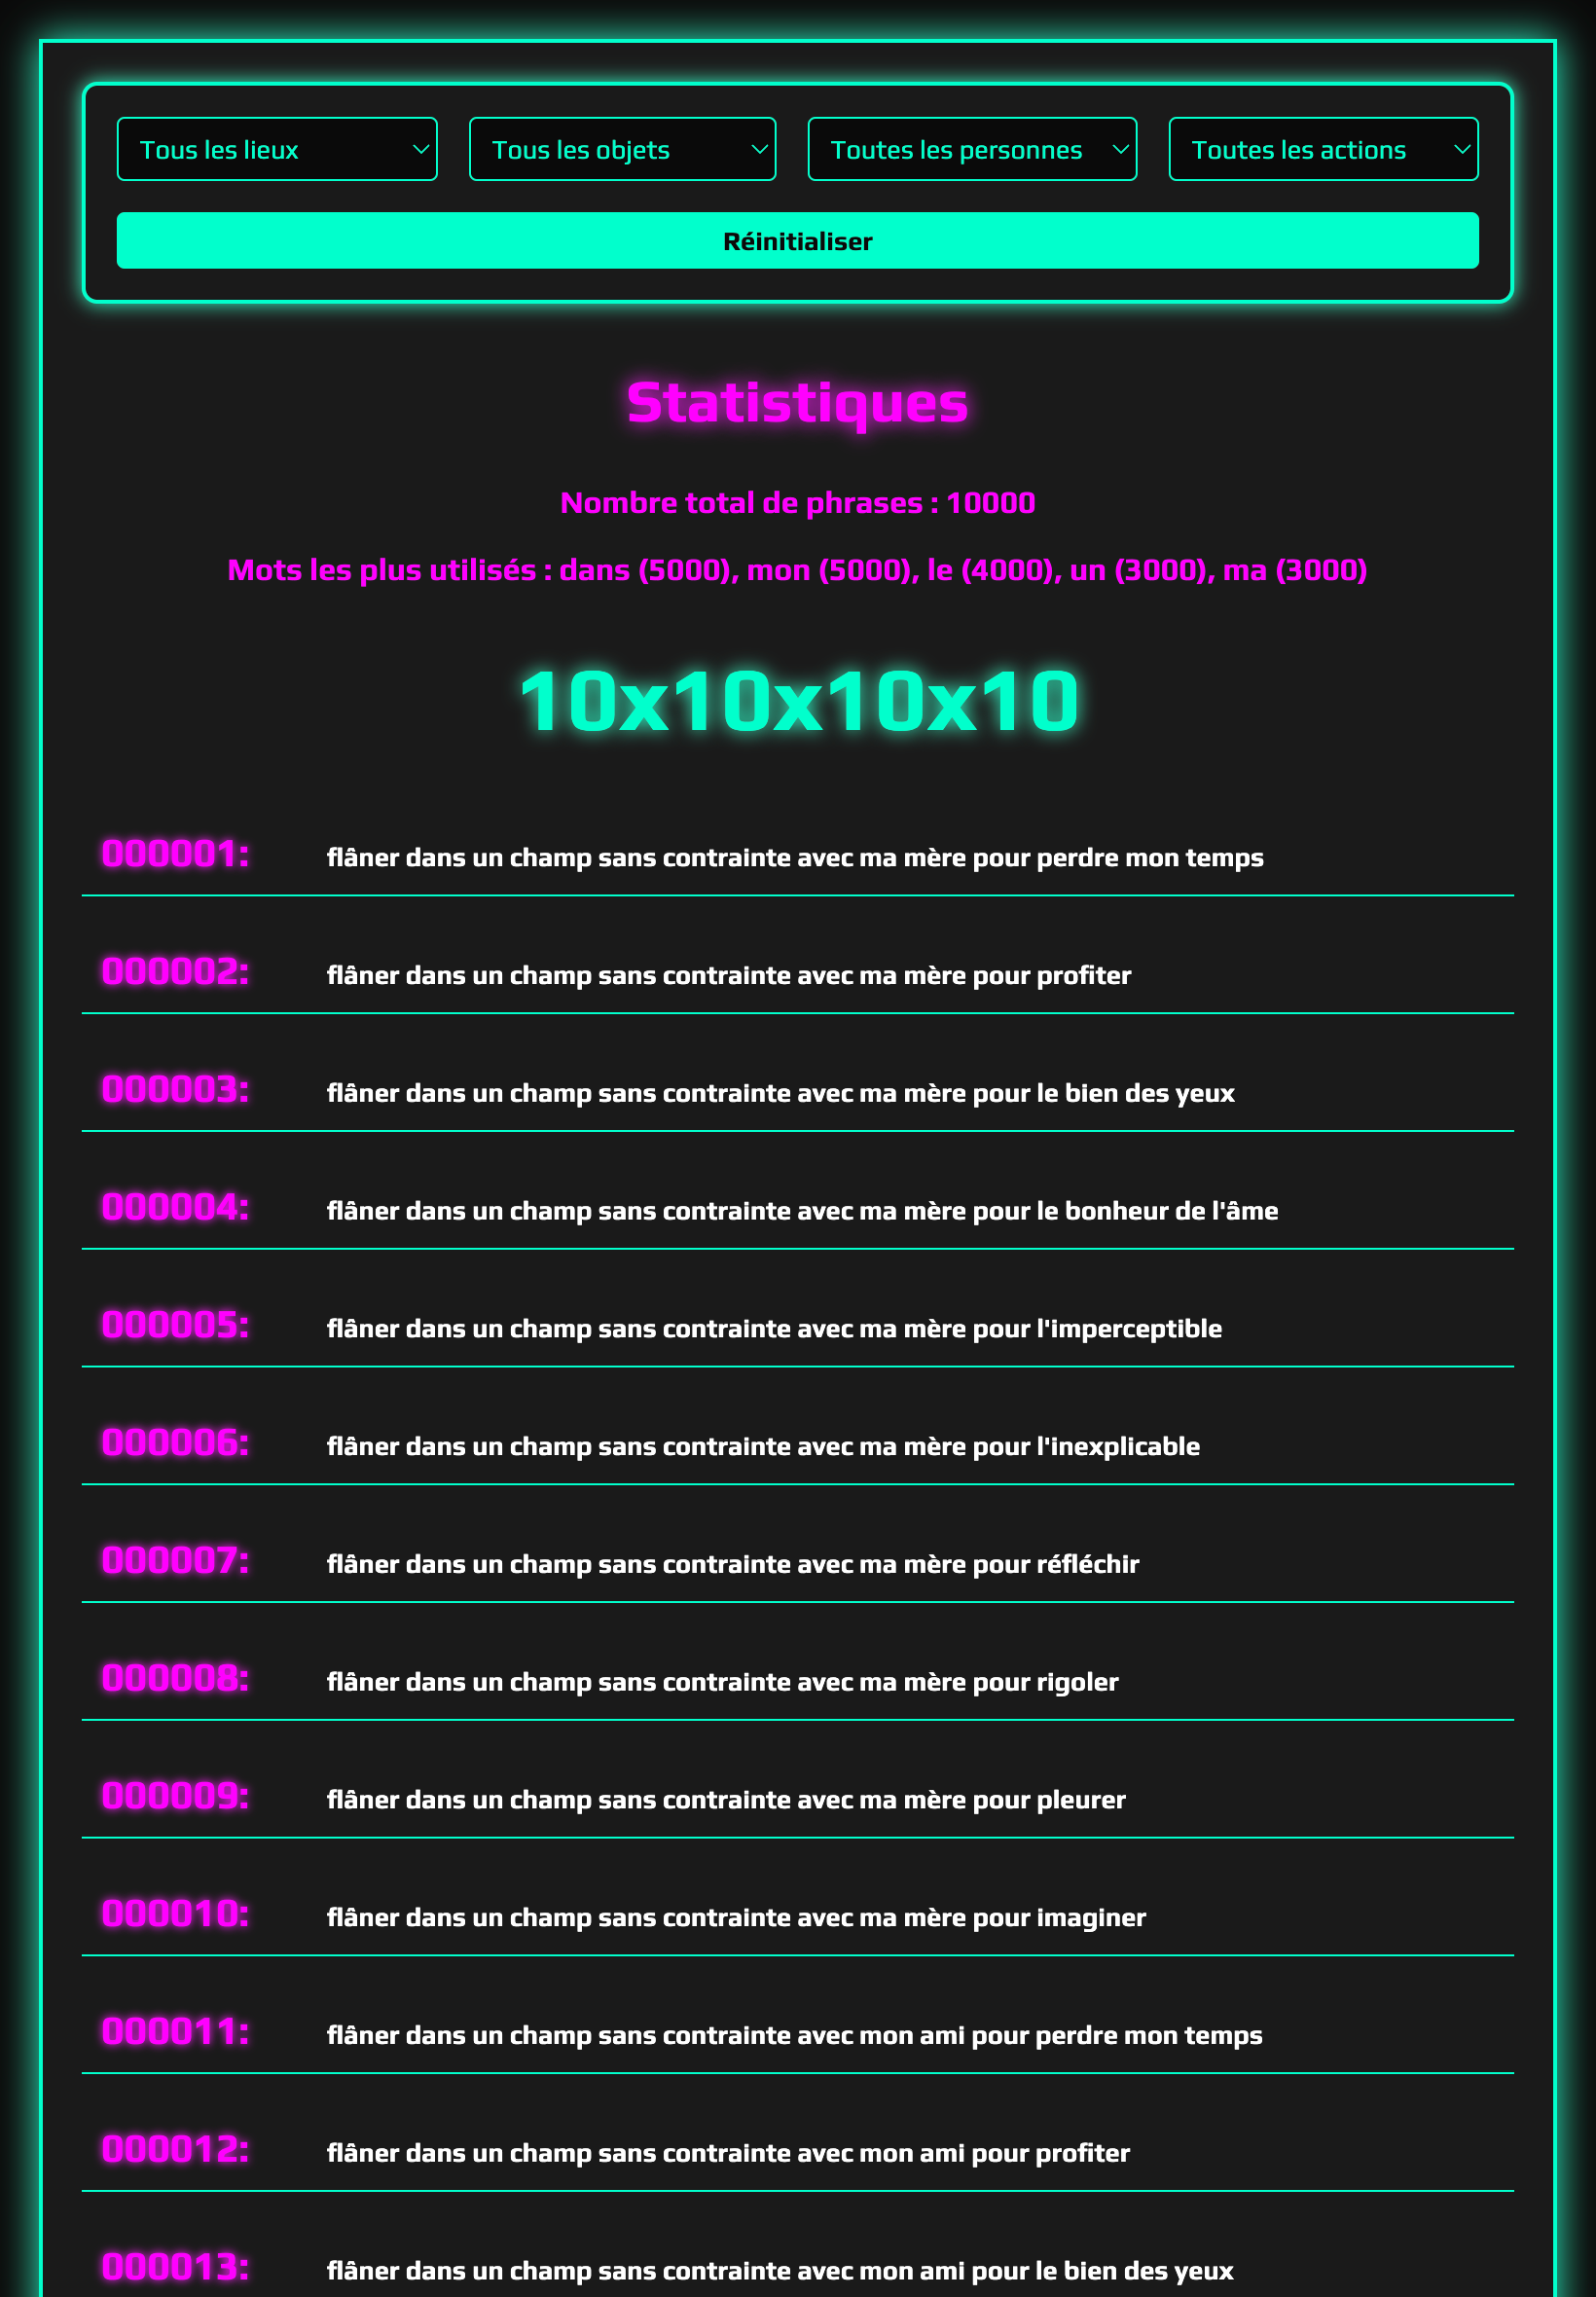 Tous les lieux Tous les objets Toutes les personnes Toutes les actions
Réinitialiser
Statistiques
Nombre total de phrases : 10000
Mots les plus utilisés : dans (5000), mon (5000), le (4000), un (3000), ma (3000)
10x10x10x10
000001: flâner dans un champ sans contrainte avec ma mère pour perdre mon temps
000002: flâner dans un champ sans contrainte avec ma mère pour profiter
000003: flâner dans un champ sans contrainte avec ma mère pour le bien des yeux
000004: flâner dans un champ sans contrainte avec ma mère pour le bonheur de l'âme
000005: flâner dans un champ sans contrainte avec ma mère pour l'imperceptible
000006: flâner dans un champ sans contrainte avec ma mère pour l'inexplicable
000007: flâner dans un champ sans contrainte avec ma mère pour réfléchir
000008: flâner dans un champ sans contrainte avec ma mère pour rigoler
000009: flâner dans un champ sans contrainte avec ma mère pour pleurer
000010: flâner dans un champ sans contrainte avec ma mère pour imaginer
000011: flâner dans un champ sans contrainte avec mon ami pour perdre mon temps
000012: flâner dans un champ sans contrainte avec mon ami pour profiter
000013: flâner dans un champ sans contrainte avec mon ami pour le bien des yeux